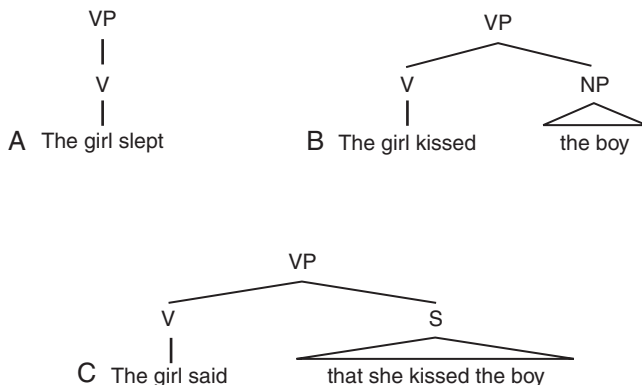 VP
VP
V
V
NP
A The girl slept
B The girl kissed
the boy
VP
V
S
C The girl said
that she kissed the boy